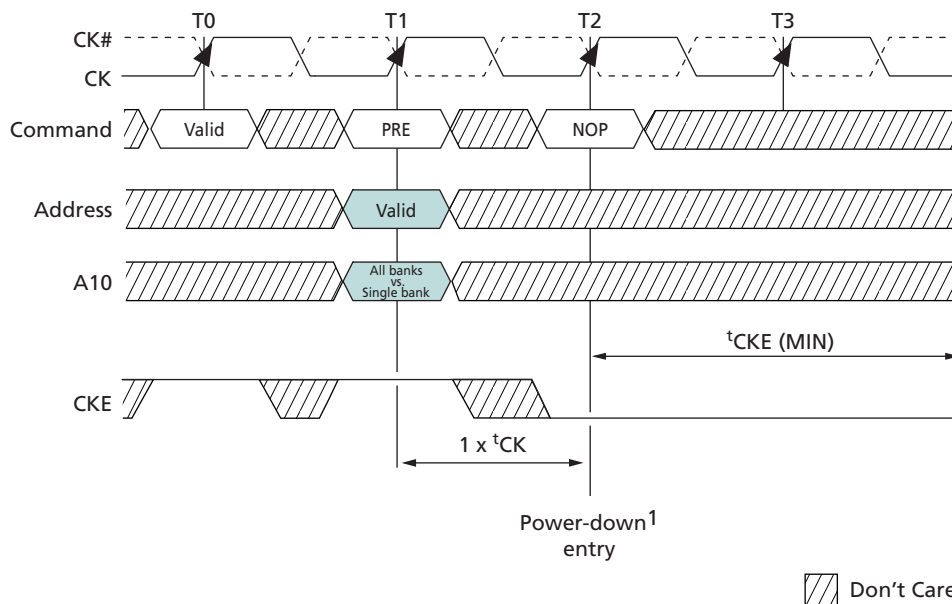 T0 T1 T2 T3
CK#
CK
Command Valid PRE NOP
Address Valid
A10 All banks
vs.
Single bank
tCKE (MIN)
CKE
1 x tCK
Power-down1
entry
Don't Care